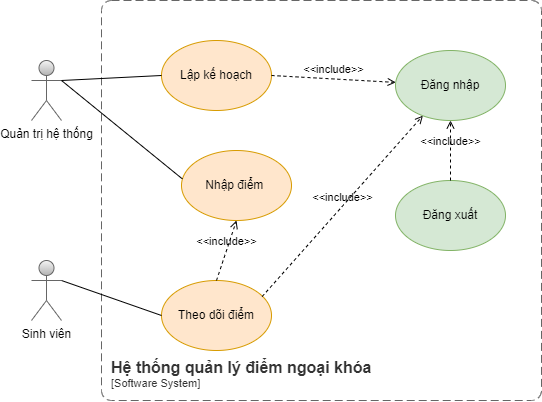 Lập kế hoạch
<<include>>
Đăng nhập
Quản trị hệ thống
<<include>>
Nhập điểm
<<include>>
Đăng xuất
<<include>>
Theo dõi điểm
Sinh viên
Hệ thống quản lý điểm ngoại khóa
[Software System]